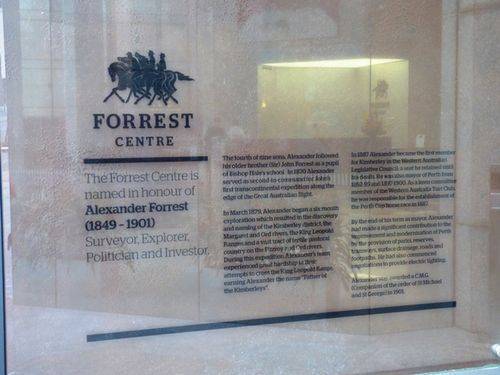 FORREST
CENTRE
The Forrest Centre is
named in honour of
Alexander Forrest
(1849 - 1901)
Surveyor, Explorer,
Politician and Investor.
The fourth of nine sons, Alexander followed
his older brother (Sir) John Forrest as a pupil
of Bishop Hale's school. In 1870 Alexander
served as second in command for John's
first transcontinental expedition along the
edge of the Great Australian Bight.
In March 1879, Alexander began a six month
exploration which resulted in the discovery
and naming of the Kimberley district, the
Margaret and Ord rivers, the King Leopold
Ranges and a vast tract of fertile pastoral
country on the Fitzroy and Ord rivers.
During this expedition Alexander's team
experienced great hardship in their
attempts to cross the King Leopold Range,
earning Alexander the name "Father of
the Kimberleys".
In 1887 Alexander became the first member
for Kimberley in the Western Australian
Legislative Council, a seat he retained until
his death. He was also mayor of Perth from
1892-95 and 1897-1900. As a keen committee
member of the Western Australia Turf Club,
he was responsible for the establishment of
the Perth
By the end of his term as mayor, Alexander
had made a significant contribution to the
improvement and modernisation of Perth
by the provision of parks, reserves,
drainage, roads and
footpaths. He had also commenced
negotiations to provide electric lighting.
Alexander was awarded a C.M.G.
(Companion of the order of St Michael
and St George) in 1901.